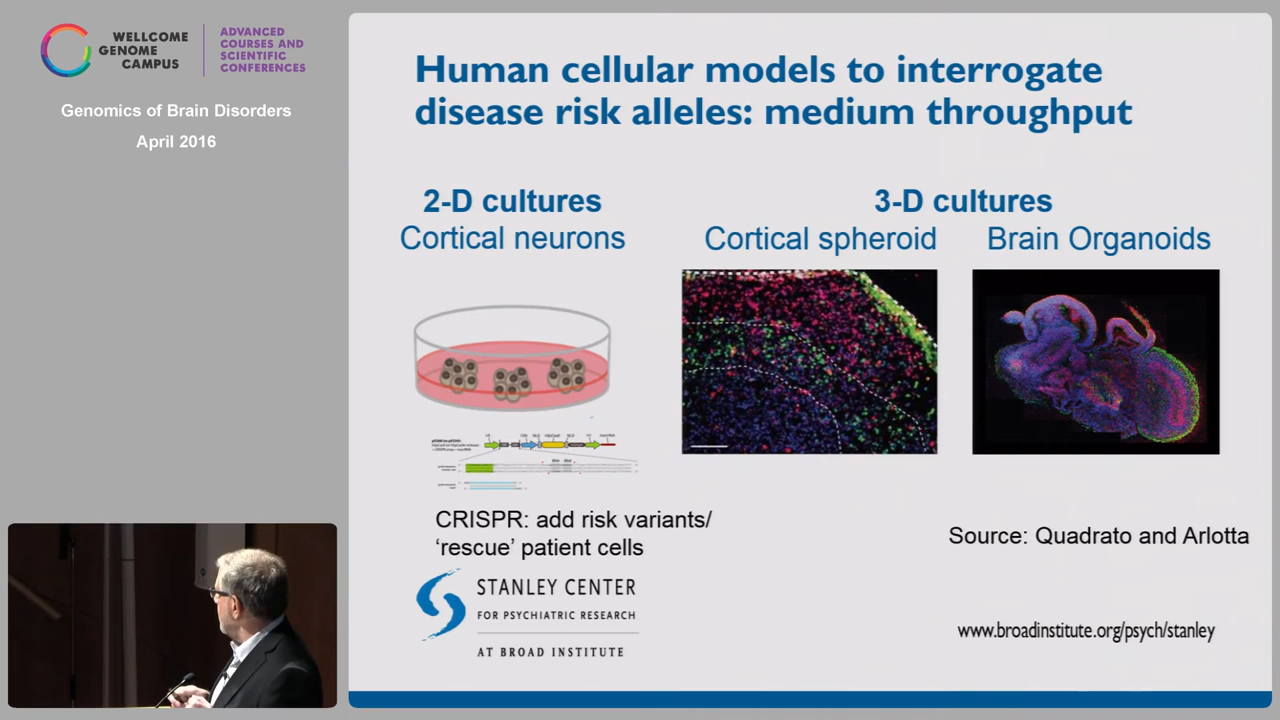 WELLCOME
GENOME
CAMPUS
ADVANCED
COURSES AND
SCIENTIFIC
CONFERENCES
Genomics of Brain Disorders
April 2016
Human cellular models to interrogate
disease risk alleles: medium throughput
2-D cultures
Cortical neurons
3-D cultures
Cortical spheroid
Brain Organoids
CRISPR: add risk variants/
‘rescue’ patient cells
Source: Quadrato and Arlotta
STANLEY CENTER
FOR PSYCHIATRIC RESEARCH
AT BROAD INSTITUTE
www.broadinstitute.org/psych/stanley